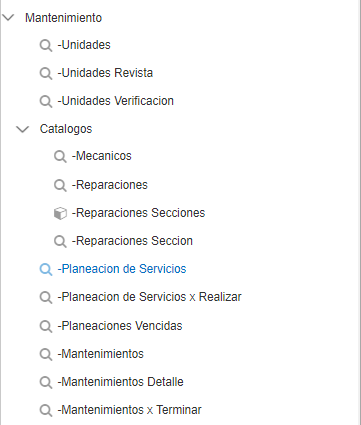 Mantenimiento
-Unidades
-Unidades Revista
-Unidades Verificacion
Catalogos
-Mecanicos
-Reparaciones
-Reparaciones Secciones
-Reparaciones Seccion
-Planeacion de Servicios
-Planeacion de Servicios x Realizar
-Planeaciones Vencidas
-Mantenimientos
-Mantenimientos Detalle
-Mantenimientos x Terminar